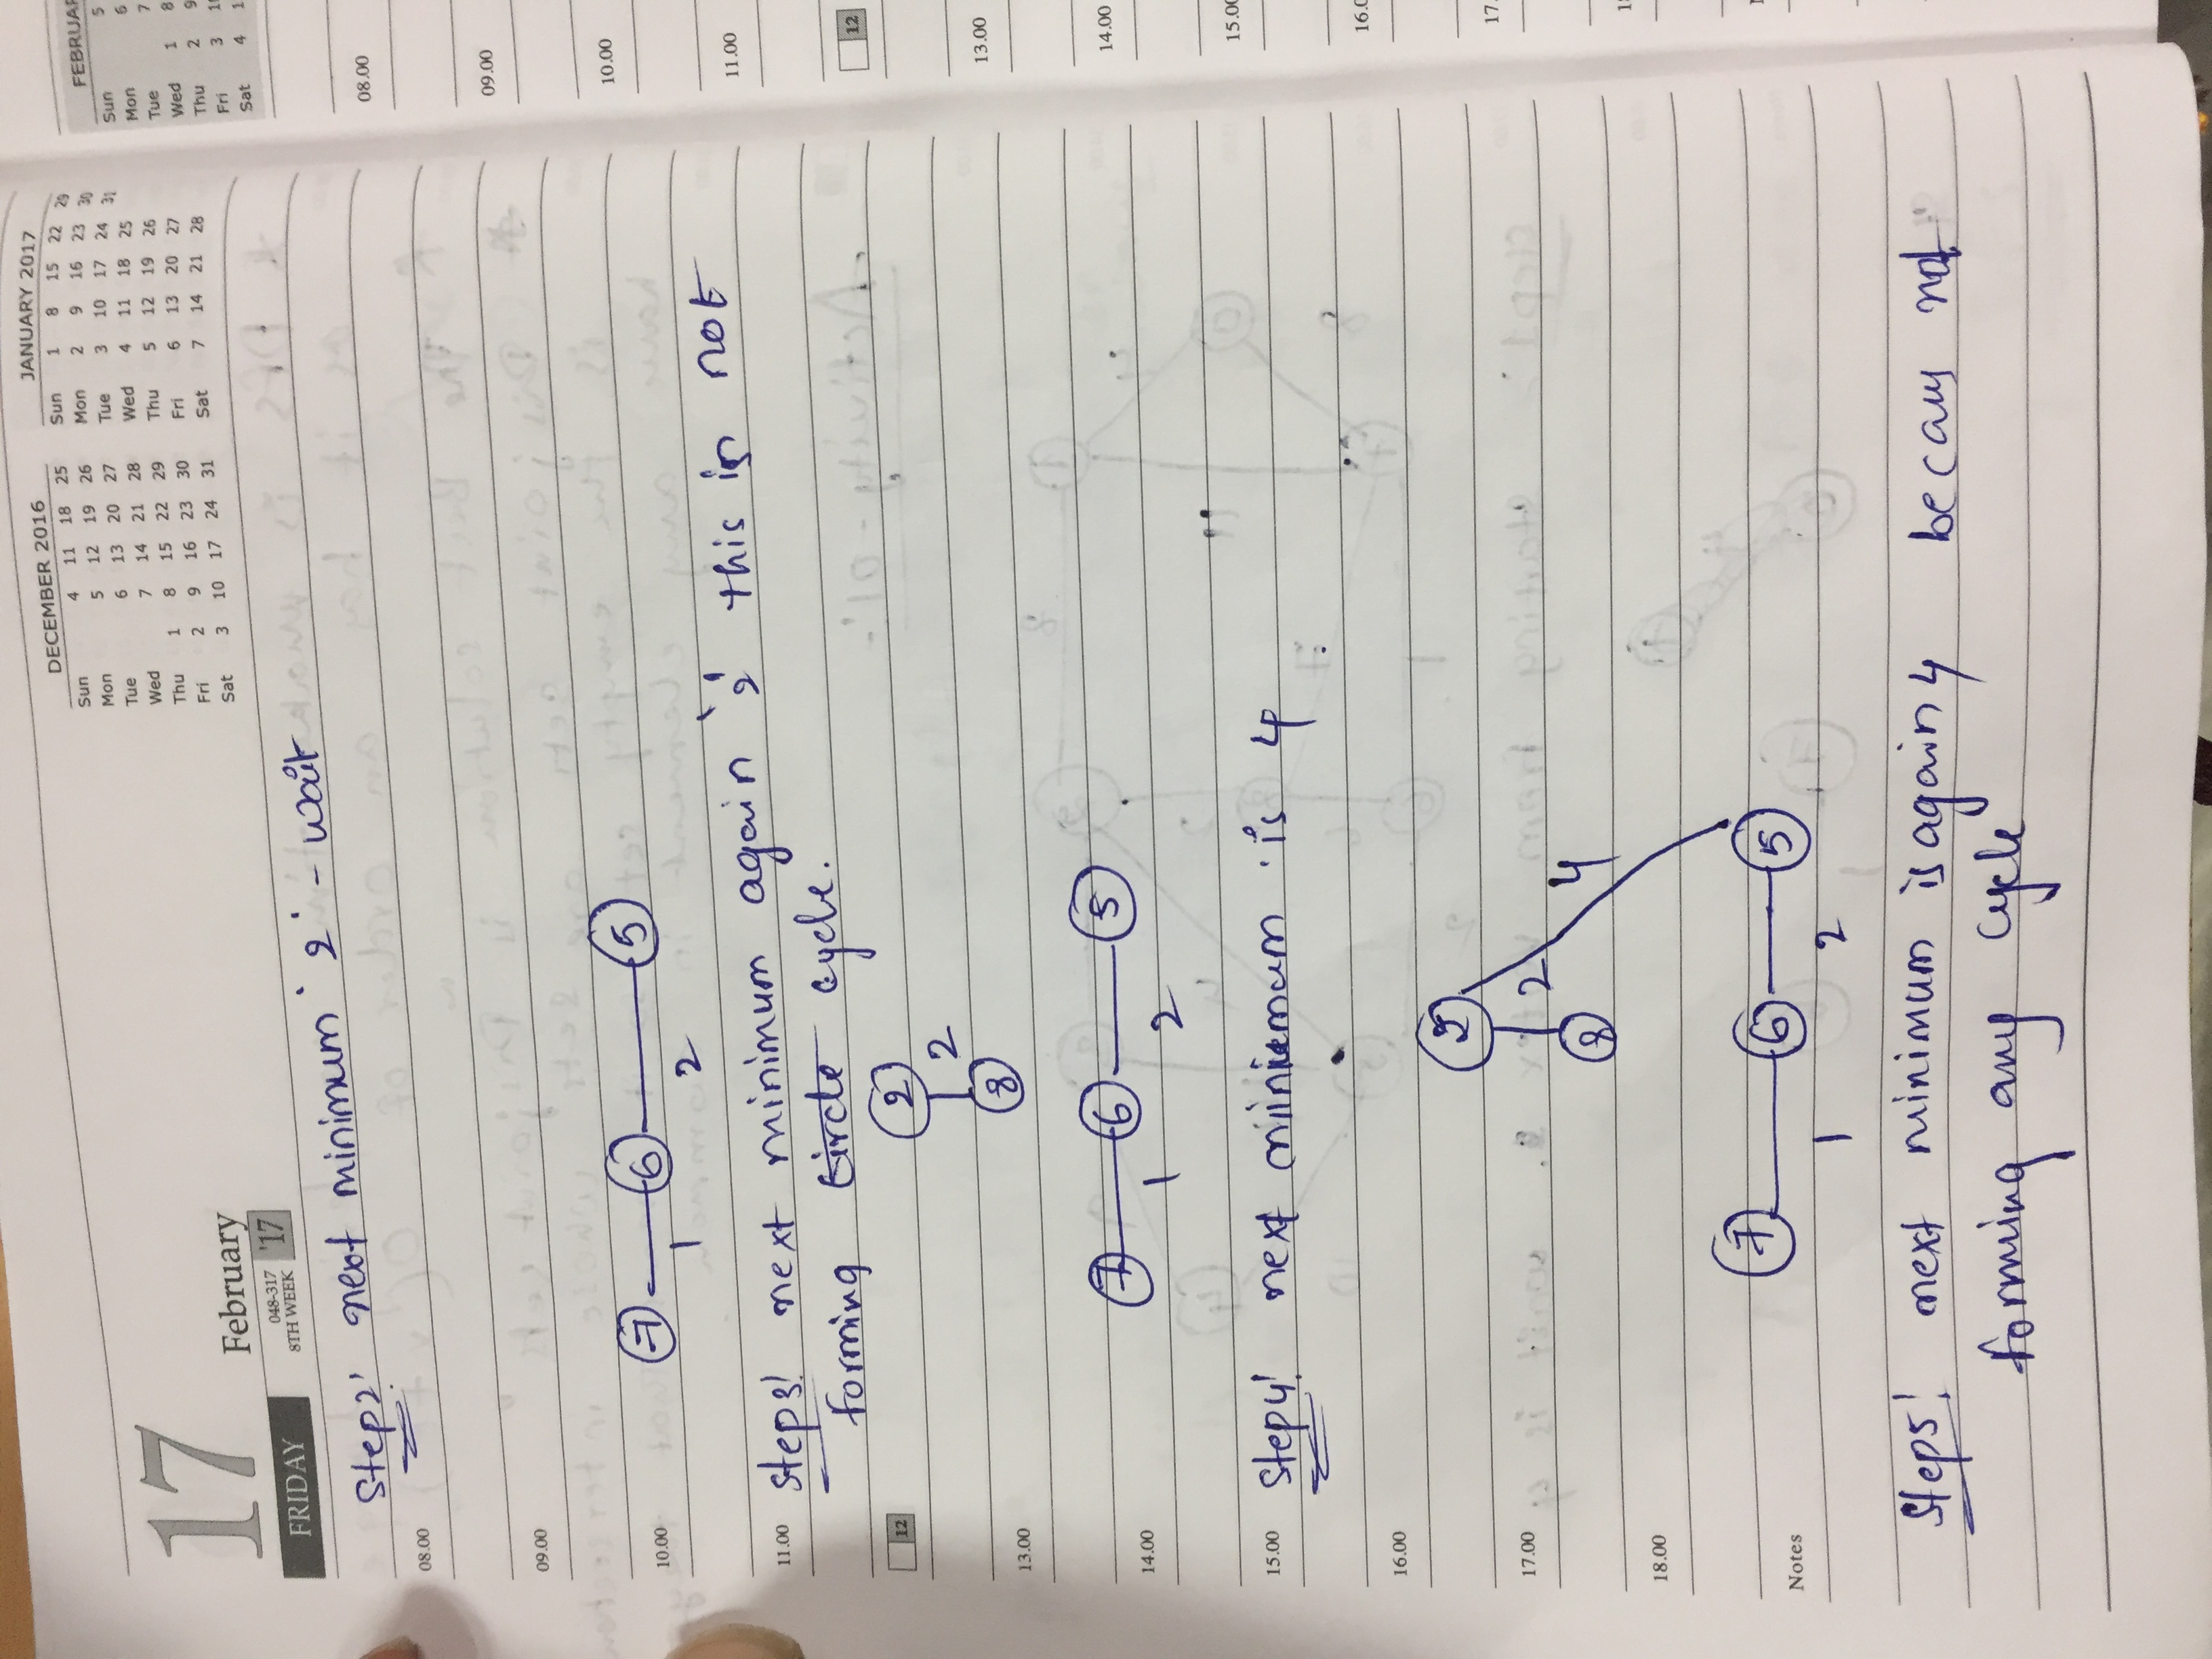 DECEMBER 2016
Sun 4 11 18 25
Mon 5 12 19 26
Tue 6 13 20 27
Wed 7 14 21 28
Thu 1 8 15 22 29
Fri 2 9 16 23 30
Sat 3 10 17 24 31
JANUARY 2017
Sun 1 8 15 22 29
Mon 2 9 16 23 30
Tue 3 10 17 24 31
Wed 4 11 18 25
Thu 5 12 19 26
Fri 6 13 20 27
Sat 7 14 21 28
17
February
FRIDAY
048-317
8TH WEEK
'17
Step2! next minimum '2' - wait
08.00
09.00
7 6 5
10.00
1 2
11.00 Step3! next minimum again '2' this is not
forming circle cycle.
12
2
2
8
13.00
7 6 5
14.00
1 2
15.00 Step4! next miniemum is 4
16.00
2
17.00
2
4
8
18.00
7 6 5
Notes
1 2
Step5! next minimum is again 4 becaus not
forming any cycle
FEBRUAR
Sun 5
Mon 6
Tue 7
Wed 1 8
Thu 2 9
Fri 3 1
Sat 4 1
08.00
09.00
10.00
11.00
12
13.00
14.00
15.0
16.0
17.